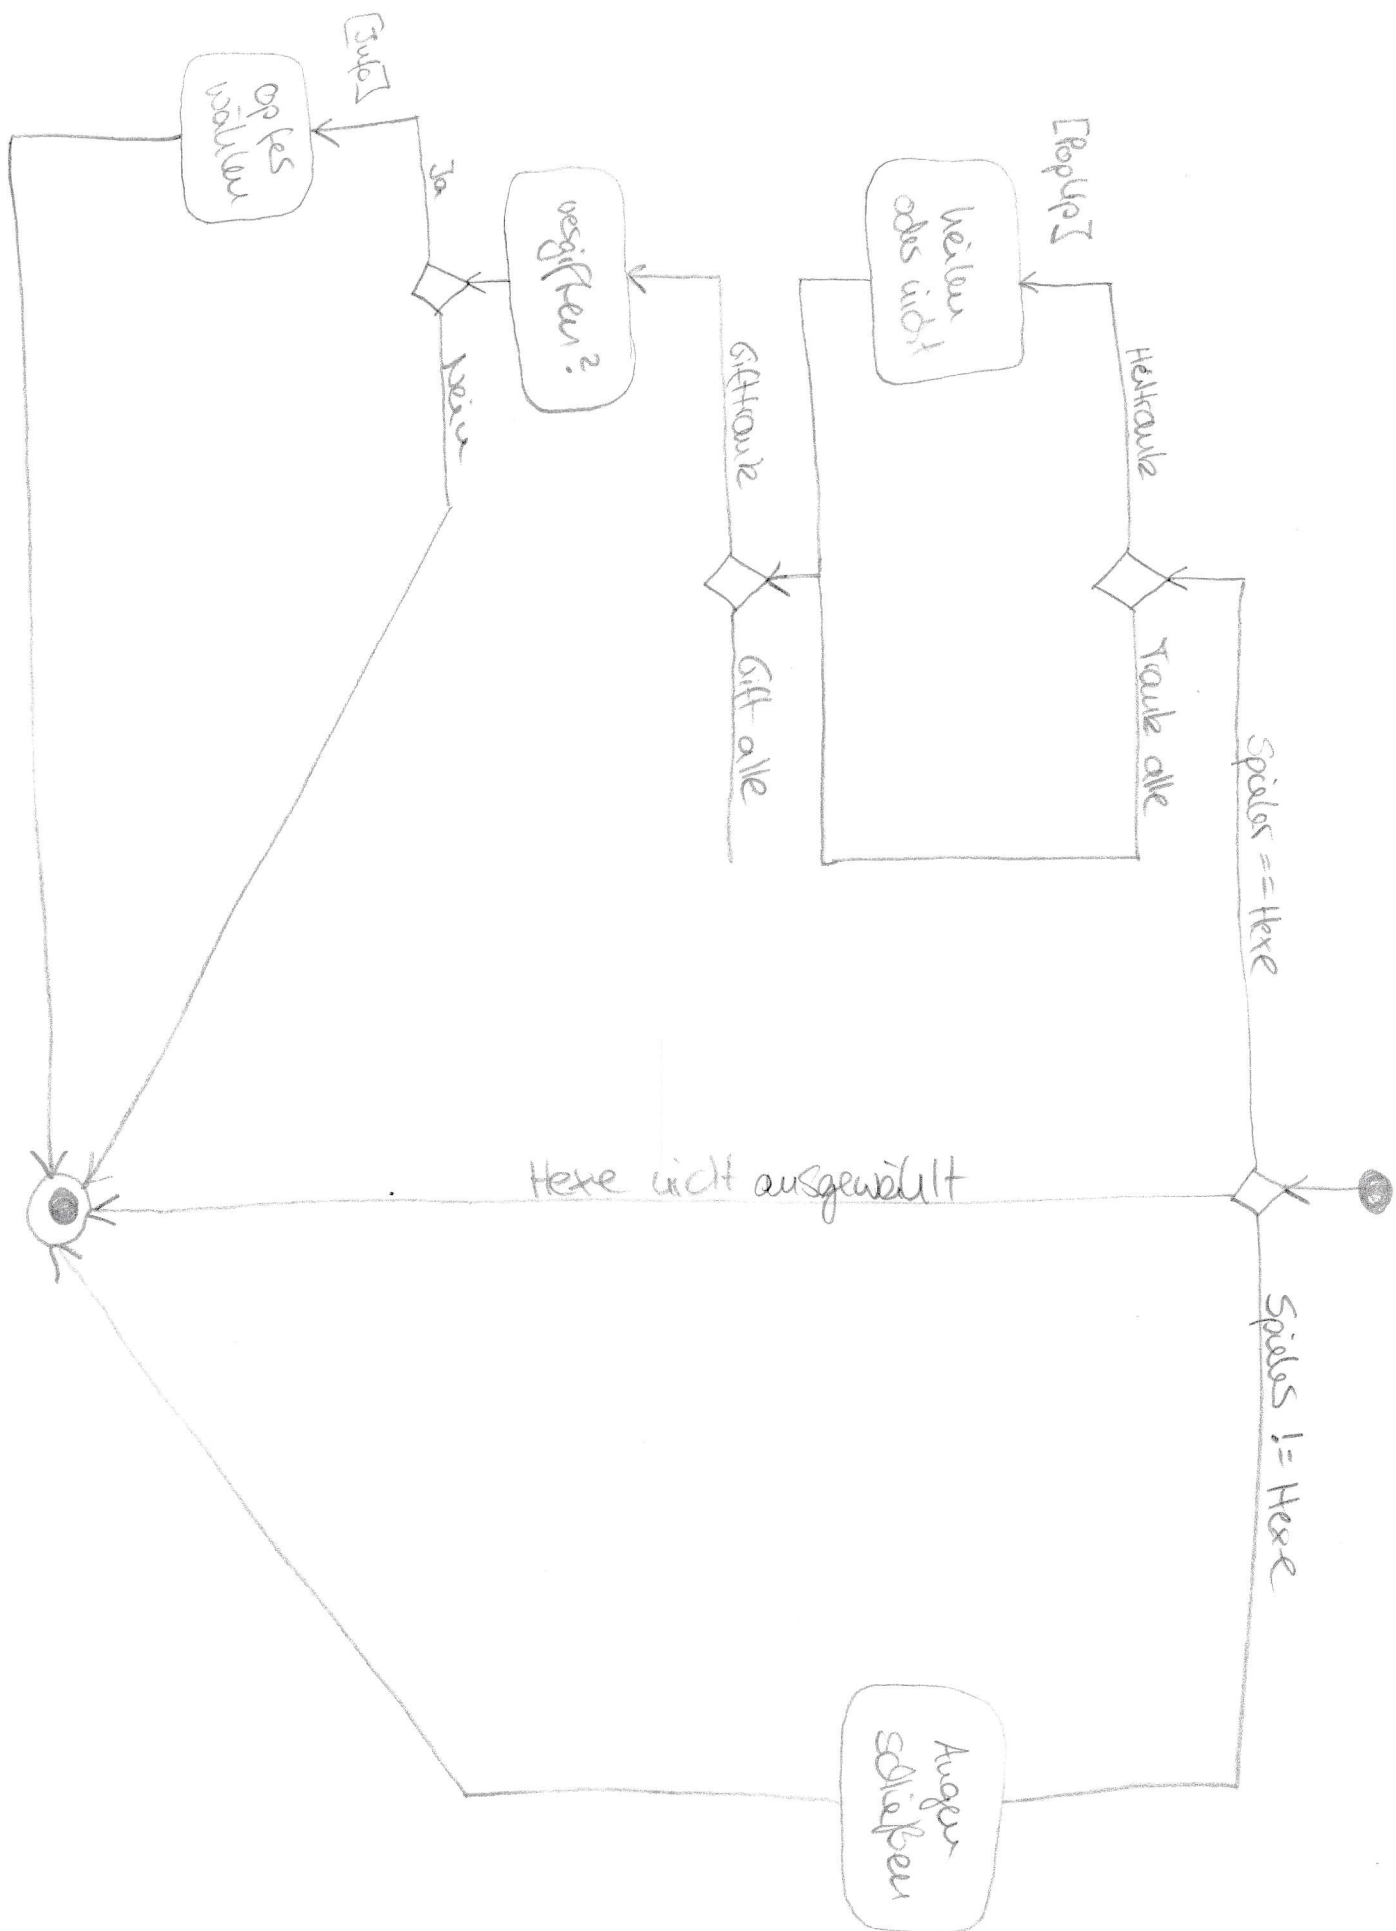 Spieler == Hexe
Spieler != Hexe
Heiltrank
Trank alle
[PopUp]
heilen
oder nicht
Hexe nicht ausgewählt
Augen
schließen
Gifttrank
Gift alle
vergiften?
Ja
Nein
[Info]
Opfer
wählen